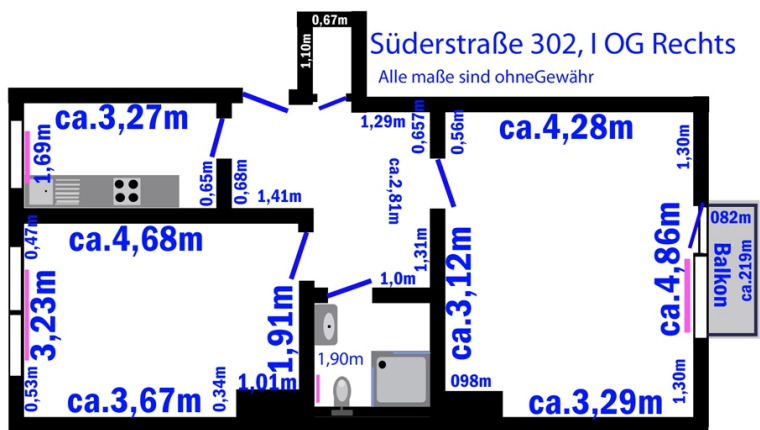 0,67m
1,10m
Süderstraße 302, I OG Rechts
Alle maße sind ohneGewähr
ca.3,27m
1,29m
0,657m
0,56m
ca.4,28m
1,30m
1,69m
0,65m
0,68m
1,41m
ca.2,81m
082m
Balkon
ca.219m
0,47m
ca.4,68m
1,31m
ca.3,12m
ca.4,86m
3,23m
1,91m
1,0m
1,90m
0,53m
ca.3,67m
0,34m
1,01m
098m
ca.3,29m
1,30m